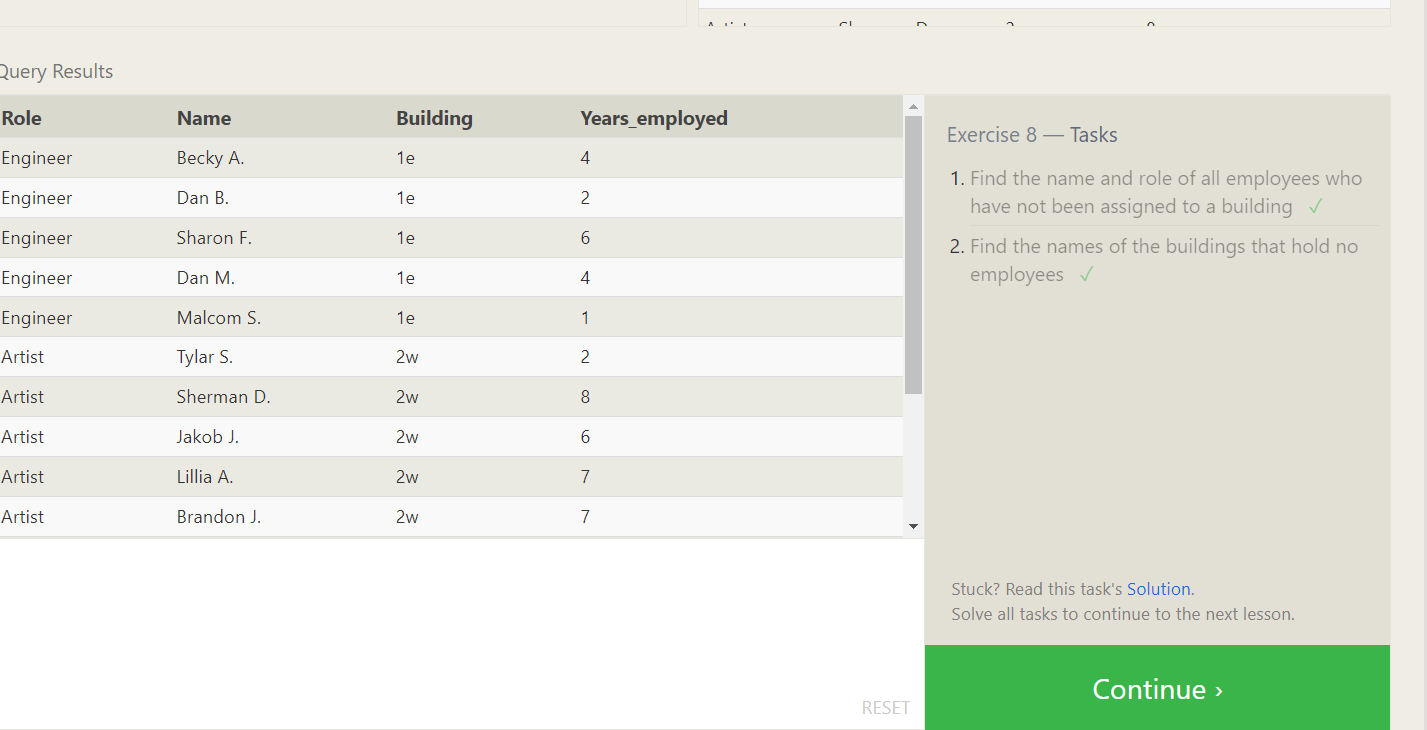 Query Results
Role Name Building Years_employed
Engineer Becky A. 1e 4
Engineer Dan B. 1e 2
Engineer Sharon F. 1e 6
Engineer Dan M. 1e 4
Engineer Malcom S. 1e 1
Artist Tylar S. 2w 2
Artist Sherman D. 2w 8
Artist Jakob J. 2w 6
Artist Lillia A. 2w 7
Artist Brandon J. 2w 7
RESET
Exercise 8 — Tasks
1. Find the name and role of all employees who
have not been assigned to a building ✓
2. Find the names of the buildings that hold no
employees ✓
Stuck? Read this task's Solution.
Solve all tasks to continue to the next lesson.
Continue ›